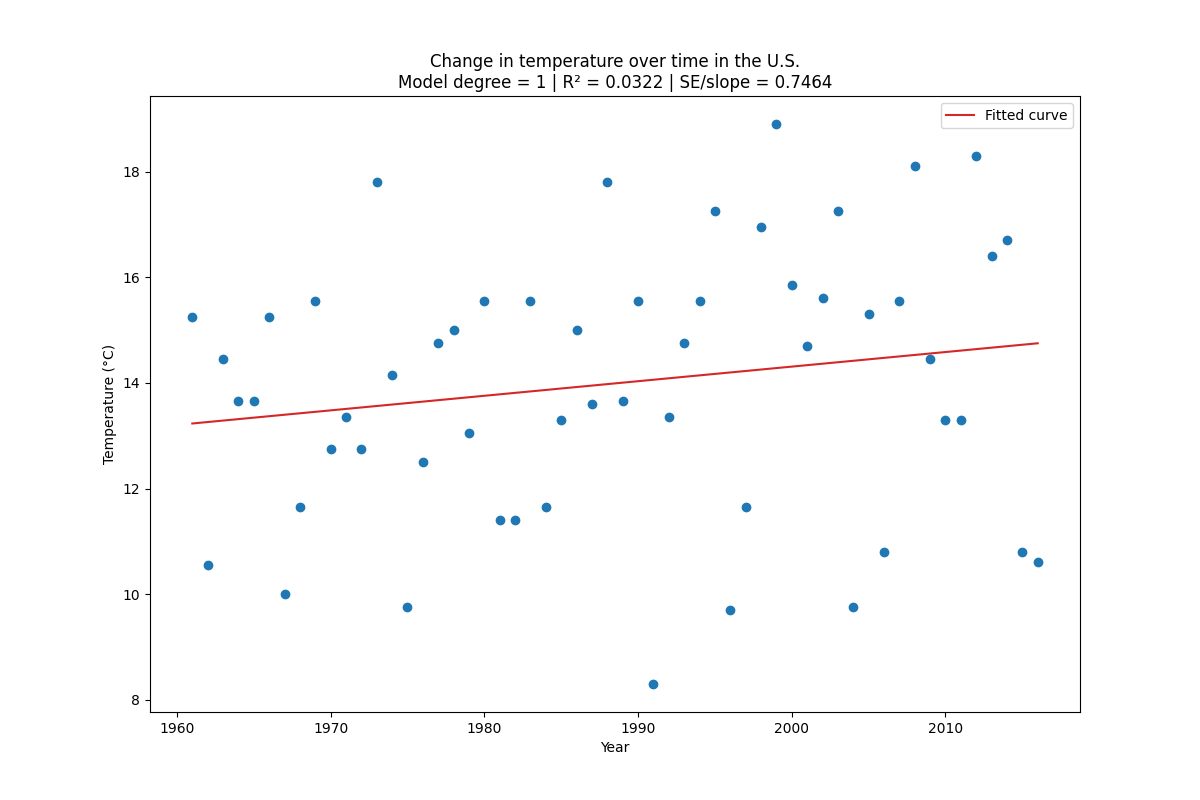 Change in temperature over time in the U.S.
Model degree = 1 | R² = 0.0322 | SE/slope = 0.7464
Fitted curve
Temperature (°C)
18
16
14
12
10
8
1960 1970 1980 1990 2000 2010
Year